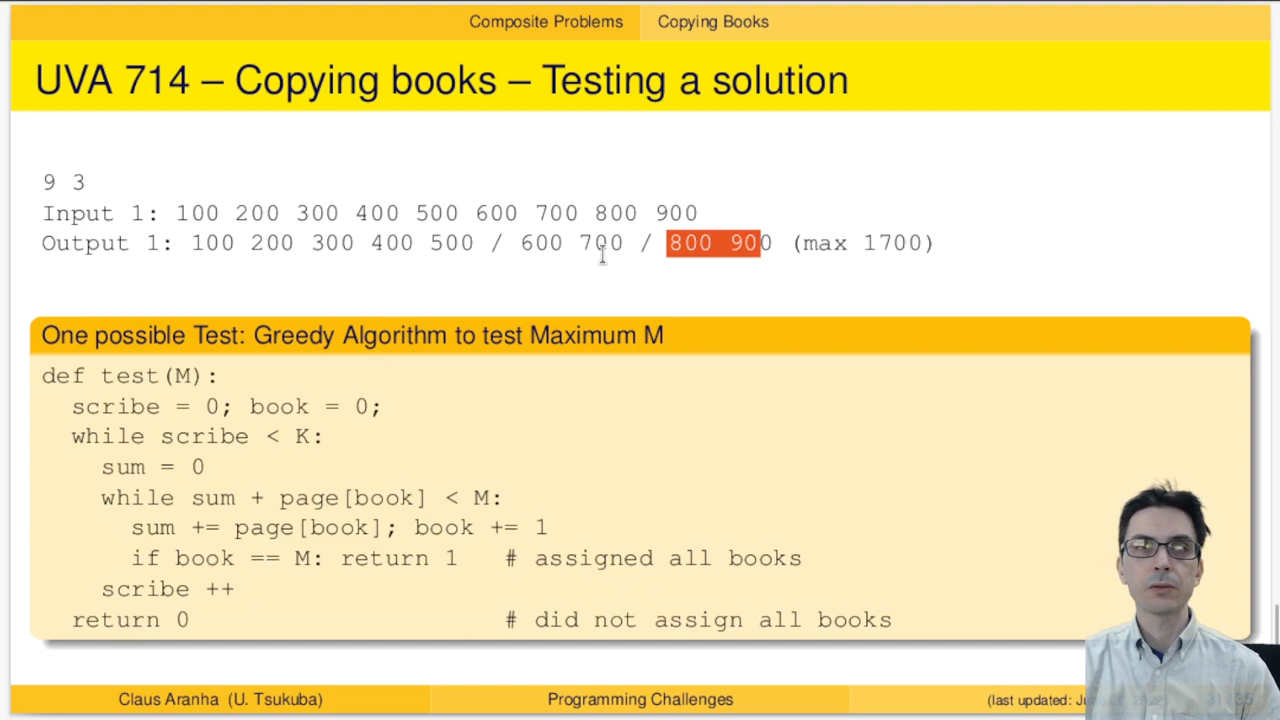 Composite Problems Copying Books
UVA 714 – Copying books – Testing a solution
9 3
Input 1: 100 200 300 400 500 600 700 800 900
Output 1: 100 200 300 400 500 / 600 700 / 800 900 (max 1700)
One possible Test: Greedy Algorithm to test Maximum M
def test(M):
scribe = 0; book = 0;
while scribe < K:
sum = 0
while sum + page[book] < M:
sum += page[book]; book += 1
if book == M: return 1 # assigned all books
scribe ++
return 0 # did not assign all books
Claus Aranha (U. Tsukuba) Programming Challenges (last updated: 31 / 35